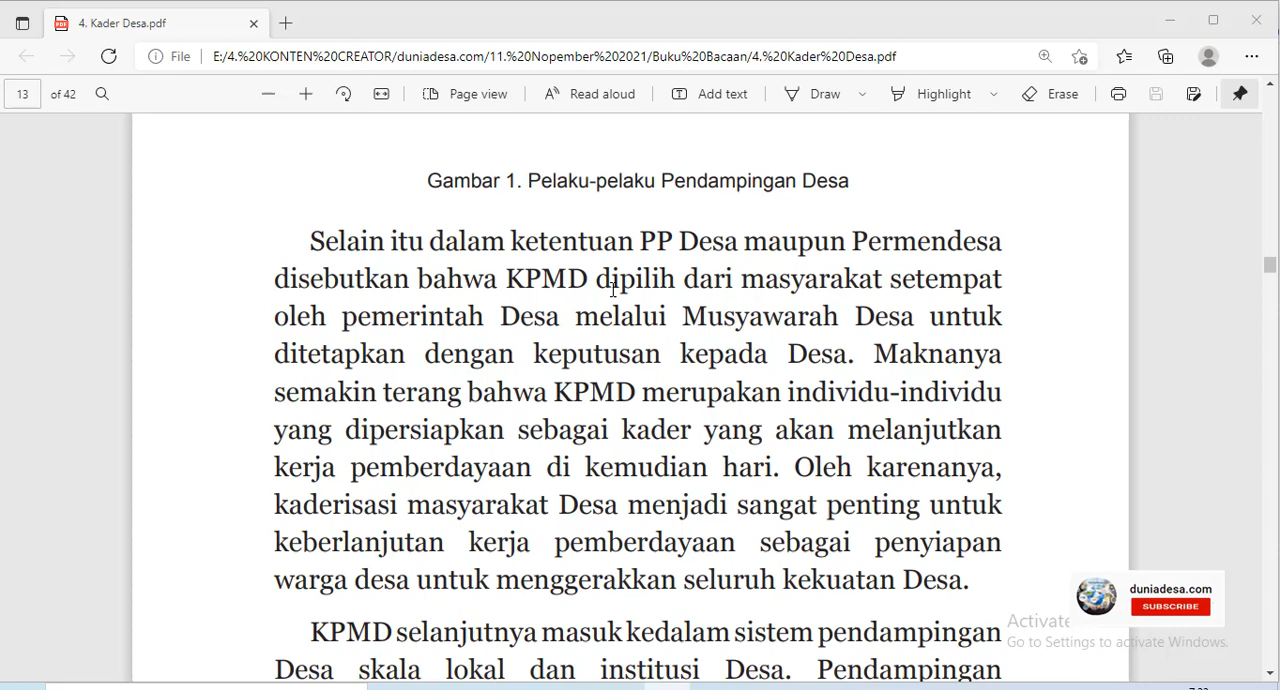 4. Kader Desa.pdf
File
E:/4.%20KONTEN%20CREATOR/duniadesa.com/11.%20Nopember%202021/Buku%20Bacaan/4.%20Kader%20Desa.pdf
13 of 42
Page view
Read aloud
Add text
Draw
Highlight
Erase
Gambar 1. Pelaku-pelaku Pendampingan Desa
Selain itu dalam ketentuan PP Desa maupun Permendesa
disebutkan bahwa KPMD dipilih dari masyarakat setempat
oleh pemerintah Desa melalui Musyawarah Desa untuk
ditetapkan dengan keputusan kepada Desa. Maknanya
semakin terang bahwa KPMD merupakan individu-individu
yang dipersiapkan sebagai kader yang akan melanjutkan
kerja pemberdayaan di kemudian hari. Oleh karenanya,
kaderisasi masyarakat Desa menjadi sangat penting untuk
keberlanjutan kerja pemberdayaan sebagai penyiapan
warga desa untuk menggerakkan seluruh kekuatan Desa.
KPMD selanjutnya masuk kedalam sistem pendampingan
Desa skala lokal dan institusi Desa. Pendampingan
duniadesa.com
SUBSCRIBE
Activate
Go to Settings to activate Windows.